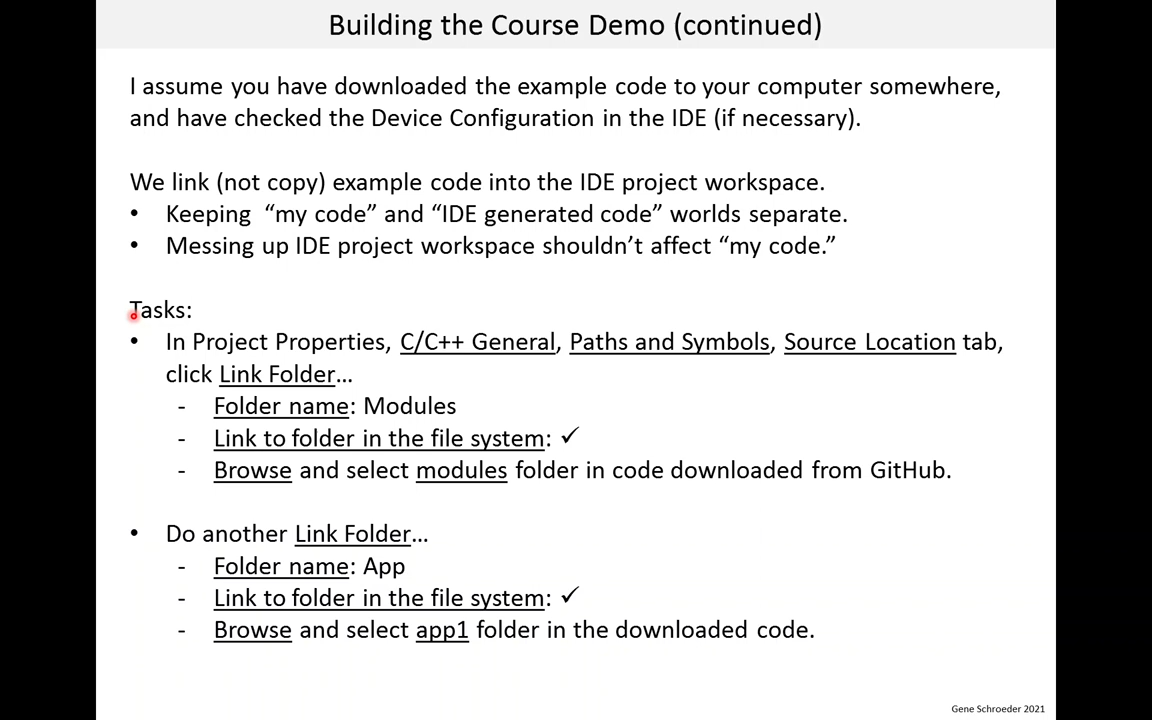 Building the Course Demo (continued)
I assume you have downloaded the example code to your computer somewhere,
and have checked the Device Configuration in the IDE (if necessary).
We link (not copy) example code into the IDE project workspace.
• Keeping “my code” and “IDE generated code” worlds separate.
• Messing up IDE project workspace shouldn’t affect “my code.”
Tasks:
• In Project Properties, C/C++ General, Paths and Symbols, Source Location tab,
click Link Folder…
- Folder name: Modules
- Link to folder in the file system: ✓
- Browse and select modules folder in code downloaded from GitHub.
• Do another Link Folder…
- Folder name: App
- Link to folder in the file system: ✓
- Browse and select app1 folder in the downloaded code.
Gene Schroeder 2021